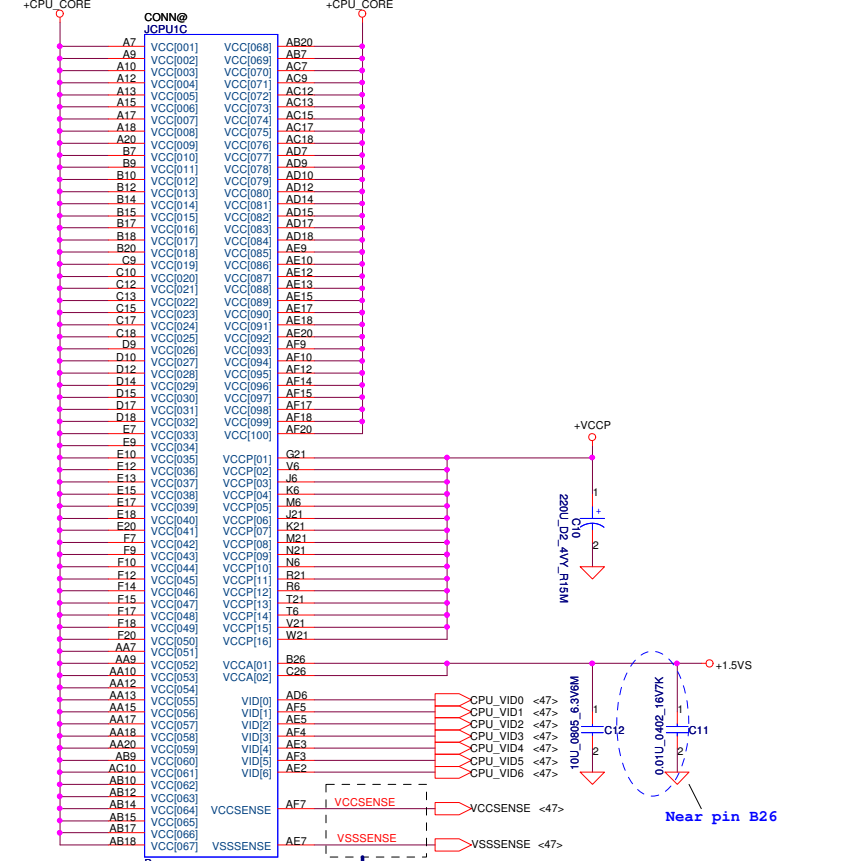 +CPU_CORE +CPU_CORE
CONN@
JCPU1C
A7 VCC[001] VCC[068] AB20
A9 VCC[002] VCC[069] AB7
A10 VCC[003] VCC[070] AC7
A12 VCC[004] VCC[071] AC9
A13 VCC[005] VCC[072] AC12
A15 VCC[006] VCC[073] AC13
A17 VCC[007] VCC[074] AC15
A18 VCC[008] VCC[075] AC17
A20 VCC[009] VCC[076] AC18
B7 VCC[010] VCC[077] AD7
B9 VCC[011] VCC[078] AD9
B10 VCC[012] VCC[079] AD10
B12 VCC[013] VCC[080] AD12
B14 VCC[014] VCC[081] AD14
B15 VCC[015] VCC[082] AD15
B17 VCC[016] VCC[083] AD17
B18 VCC[017] VCC[084] AD18
B20 VCC[018] VCC[085] AE9
C9 VCC[019] VCC[086] AE10
C10 VCC[020] VCC[087] AE12
C12 VCC[021] VCC[088] AE13
C13 VCC[022] VCC[089] AE15
C15 VCC[023] VCC[090] AE17
C17 VCC[024] VCC[091] AE18
C18 VCC[025] VCC[092] AE20
D9 VCC[026] VCC[093] AF9
D10 VCC[027] VCC[094] AF10
D12 VCC[028] VCC[095] AF12
D14 VCC[029] VCC[096] AF14
D15 VCC[030] VCC[097] AF15
D17 VCC[031] VCC[098] AF17
D18 VCC[032] VCC[099] AF18
E7 VCC[033] VCC[100] AF20
E9 VCC[034]
E10 VCC[035] VCCP[01] G21
E12 VCC[036] VCCP[02] V6
E13 VCC[037] VCCP[03] J6
E15 VCC[038] VCCP[04] K6
E17 VCC[039] VCCP[05] M6
E18 VCC[040] VCCP[06] J21
E20 VCC[041] VCCP[07] K21
F7 VCC[042] VCCP[08] M21
F9 VCC[043] VCCP[09] N21
F10 VCC[044] VCCP[10] N6
F12 VCC[045] VCCP[11] R21
F14 VCC[046] VCCP[12] R6
F15 VCC[047] VCCP[13] T21
F17 VCC[048] VCCP[14] T6
F18 VCC[049] VCCP[15] V21
F20 VCC[050] VCCP[16] W21
AA7 VCC[051]
AA9 VCC[052] VCCA[01] B26
AA10 VCC[053] VCCA[02] C26
AA12 VCC[054]
AA13 VCC[055] VID[0] AD6 CPU_VID0 <47>
AA15 VCC[056] VID[1] AF5 CPU_VID1 <47>
AA17 VCC[057] VID[2] AE5 CPU_VID2 <47>
AA18 VCC[058] VID[3] AF4 CPU_VID3 <47>
AA20 VCC[059] VID[4] AE3 CPU_VID4 <47>
AB9 VCC[060] VID[5] AF3 CPU_VID5 <47>
AC10 VCC[061] VID[6] AE2 CPU_VID6 <47>
AB10 VCC[062]
AB12 VCC[063]
AB14 VCC[064] VCCSENSE AF7 VCCSENSE VCCSENSE <47>
AB15 VCC[065]
AB17 VCC[066]
AB18 VCC[067] VSSSENSE AE7 VSSSENSE VSSSENSE <47>
+VCCP
1
+
C10
220U_D2_4VY_R15M
2
+1.5VS
1
C12
10U_0805_6.3V6M
2
1
C11
0.01U_0402_16V7K
2
Near pin B26